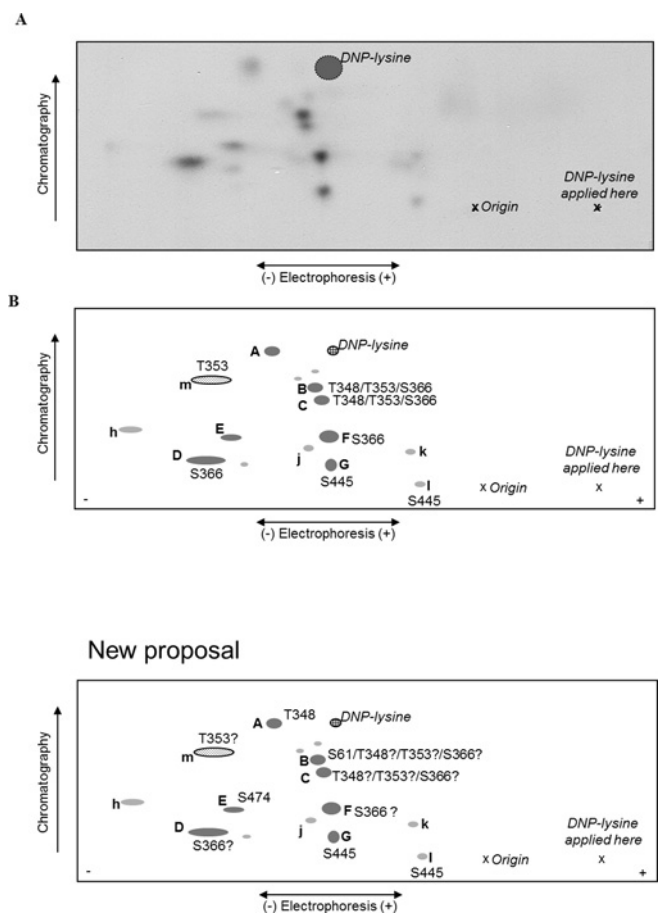 A
DNP-lysine
Chromatography
DNP-lysine
applied here
x Origin
x
(-) Electrophoresis (+)
B
A
DNP-lysine
T353
m
B T348/T353/S366
C T348/T353/S366
Chromatography
h
E
F S366
D
j
k
G
S366
S445
l
S445
DNP-lysine
applied here
x Origin
x
-
+
(-) Electrophoresis (+)
New proposal
A T348
DNP-lysine
T353?
m
B S61/T348?/T353?/S366?
C T348?/T353?/S366?
Chromatography
h
E S474
F S366 ?
D
j
k
G
S366?
S445
l
S445
DNP-lysine
applied here
x Origin
x
-
+
(-) Electrophoresis (+)